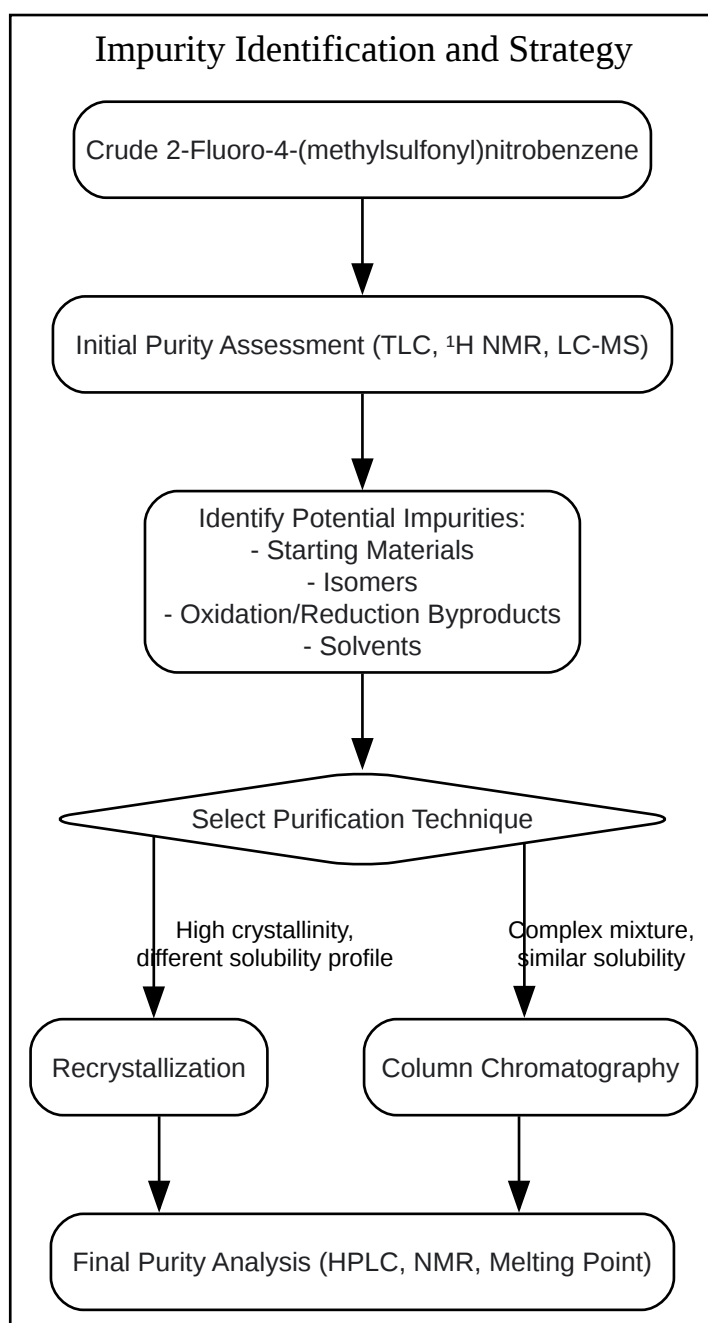 Impurity Identification and Strategy
Crude 2-Fluoro-4-(methylsulfonyl)nitrobenzene
Initial Purity Assessment (TLC, ¹H NMR, LC-MS)
Identify Potential Impurities:
- Starting Materials
- Isomers
- Oxidation/Reduction Byproducts
- Solvents
Select Purification Technique
High crystallinity,
different solubility profile
Complex mixture,
similar solubility
Recrystallization
Column Chromatography
Final Purity Analysis (HPLC, NMR, Melting Point)